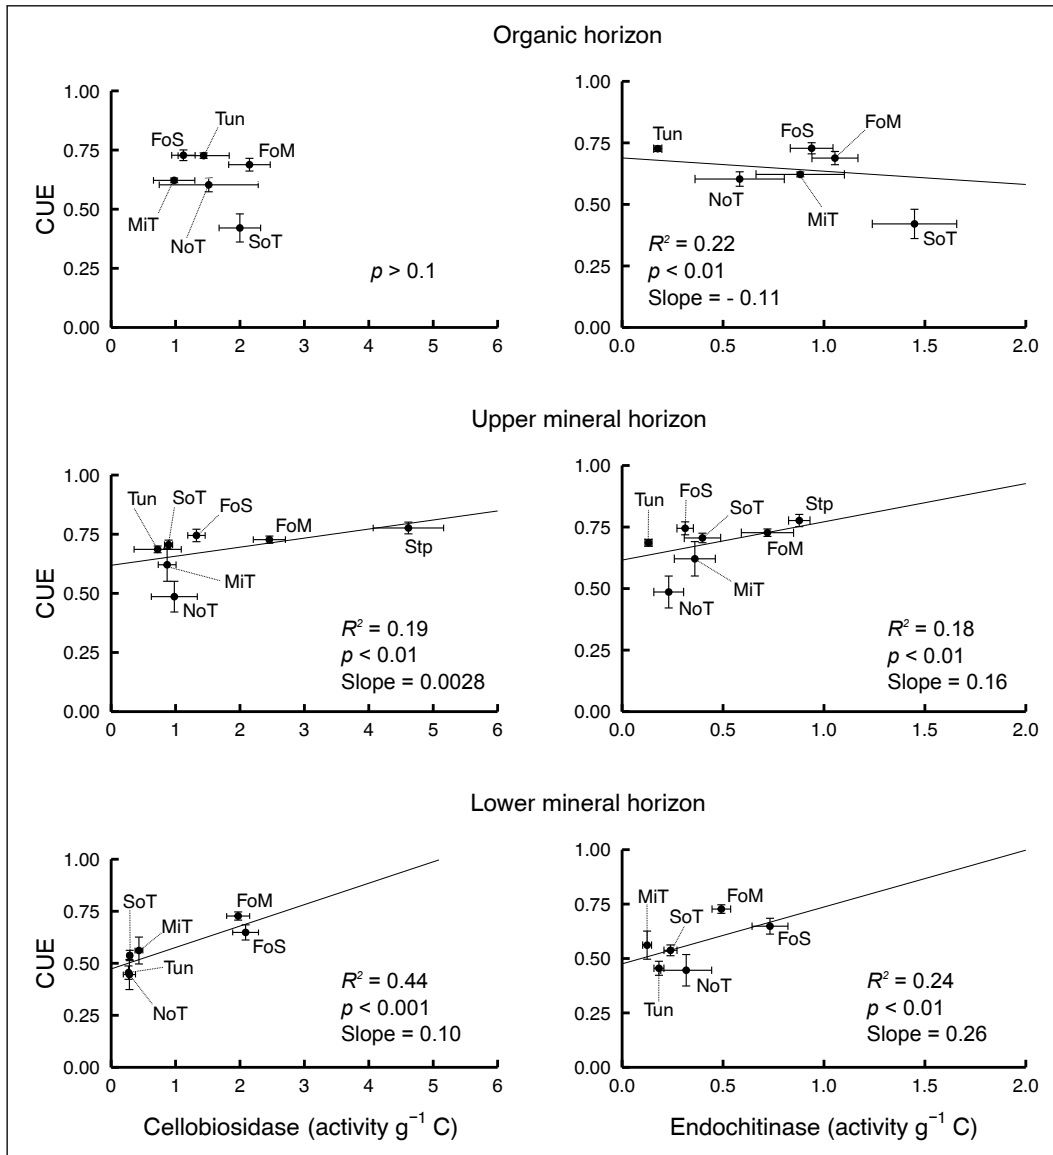 Organic horizon
CUE
1.00
0.75
0.50
0.25
0.00
FoS
Tun
FoM
MiT
NoT
SoT
p > 0.1
0 1 2 3 4 5 6
1.00
0.75
0.50
0.25
0.00
Tun
FoS
FoM
NoT
MiT
SoT
R² = 0.22
p < 0.01
Slope = - 0.11
0.0 0.5 1.0 1.5 2.0
Upper mineral horizon
CUE
1.00
0.75
0.50
0.25
0.00
Tun
SoT
FoS
FoM
Stp
MiT
NoT
R² = 0.19
p < 0.01
Slope = 0.0028
0 1 2 3 4 5 6
1.00
0.75
0.50
0.25
0.00
Tun
FoS
SoT
Stp
FoM
MiT
NoT
R² = 0.18
p < 0.01
Slope = 0.16
0.0 0.5 1.0 1.5 2.0
Lower mineral horizon
CUE
1.00
0.75
0.50
0.25
0.00
SoT
MiT
FoM
FoS
Tun
NoT
R² = 0.44
p < 0.001
Slope = 0.10
0 1 2 3 4 5 6
Cellobiosidase (activity g⁻¹ C)
1.00
0.75
0.50
0.25
0.00
MiT
SoT
FoM
FoS
NoT
Tun
R² = 0.24
p < 0.01
Slope = 0.26
0.0 0.5 1.0 1.5 2.0
Endochitinase (activity g⁻¹ C)